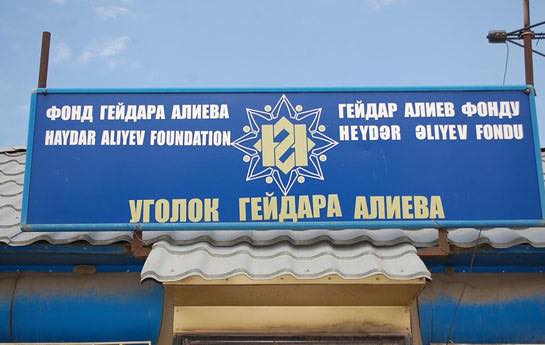 ФОНД ГЕЙДАРА АЛИЕВА
HAYDAR ALIYEV FOUNDATION
ГЕЙДАР АЛИЕВ ФОНДУ
HEYDƏR ƏLIYEV FONDU
УГОЛОК ГЕЙДАРА АЛИЕВА